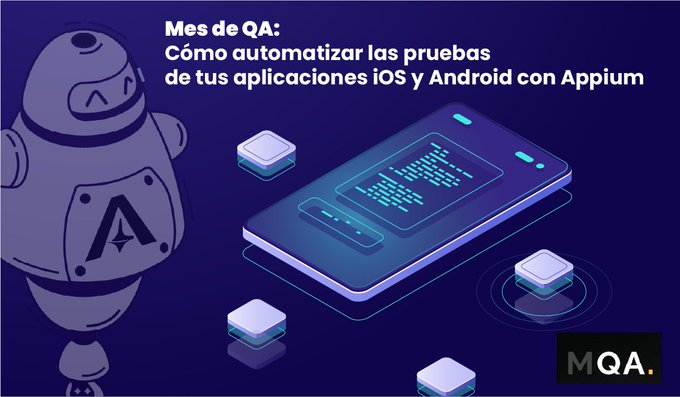 Mes de QA:
Cómo automatizar las pruebas
de tus aplicaciones iOS y Android con Appium
MQA.